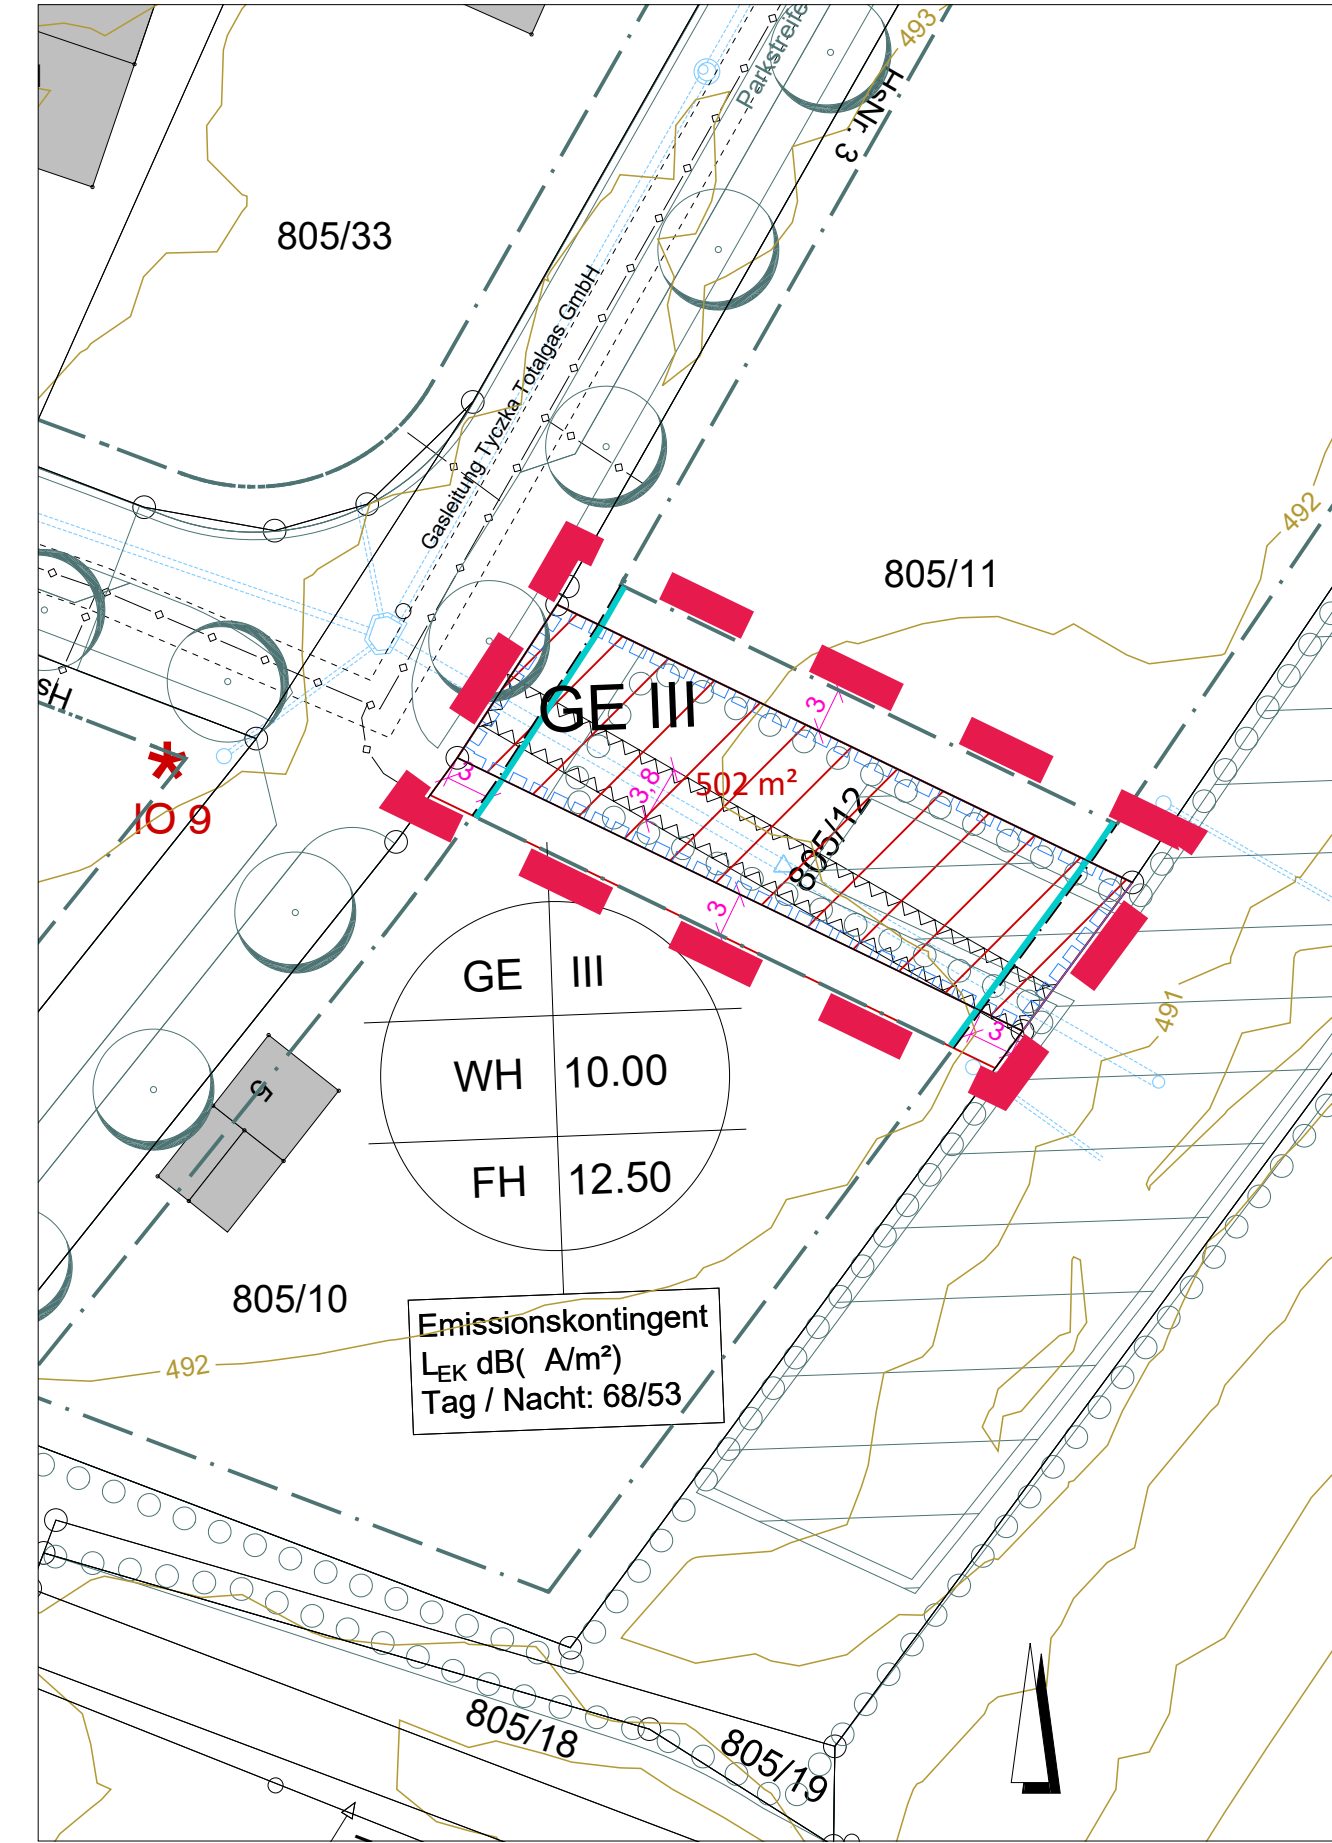 493
Parkstreife
HsNr. 3
805/33
Gasleitung Tyczka Totalgas GmbH
492
805/11
Hs
GE III
3
3
3,8
502 m²
805/12
IO 9
3
GE III
WH 10.00
FH 12.50
491
3
5
805/10
Emissionskontingent
LEK dB( A/m²)
Tag / Nacht: 68/53
492
805/18
805/19